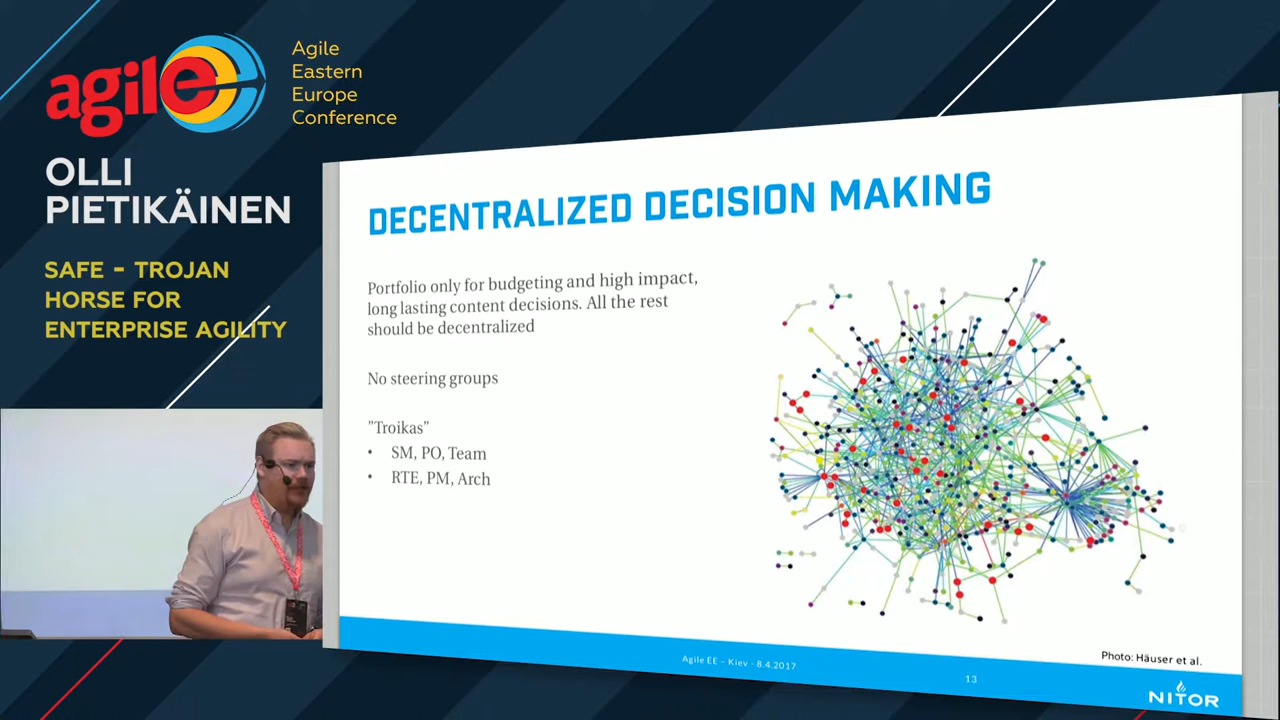 agile
Agile
Eastern
Europe
Conference
OLLI
PIETIKÄINEN
SAFE - TROJAN
HORSE FOR
ENTERPRISE AGILITY
DECENTRALIZED DECISION MAKING
Portfolio only for budgeting and high impact,
long lasting content decisions. All the rest
should be decentralized
No steering groups
”Troikas”
• SM, PO, Team
• RTE, PM, Arch
Photo: Häuser et al.
Agile EE – Kiev - 8.4.2017
13
NITOR